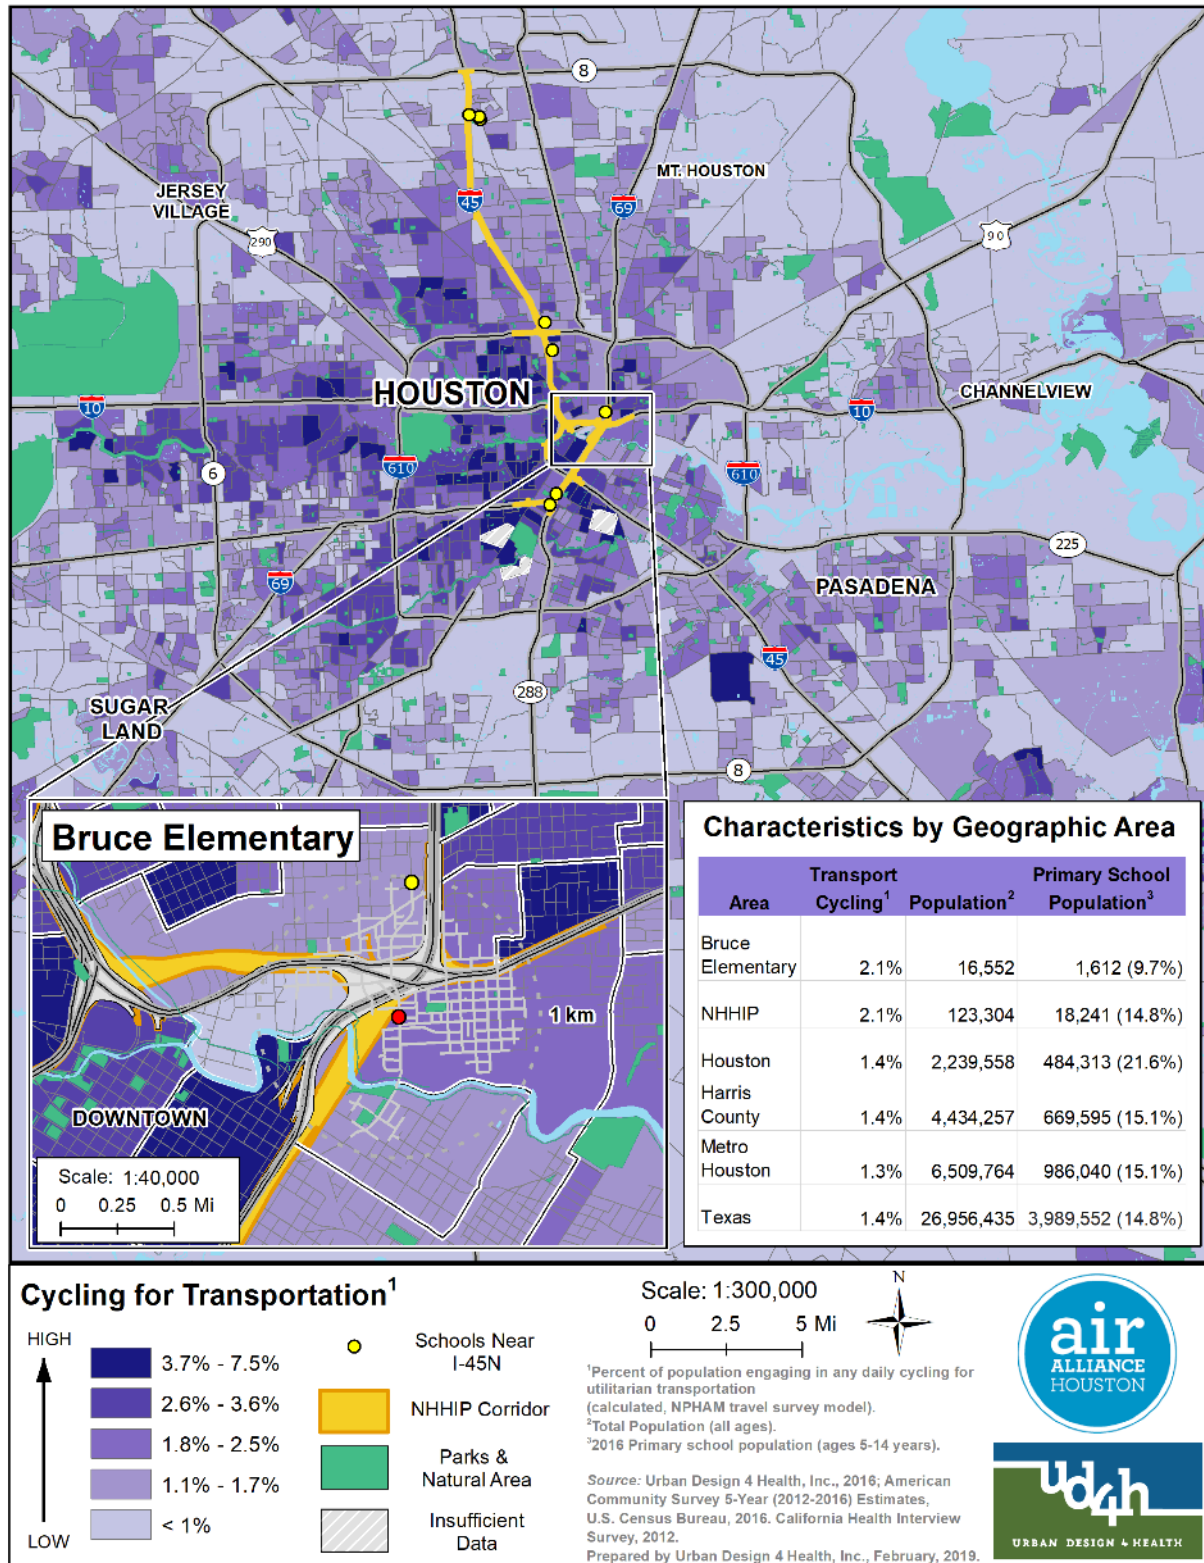 8
JERSEY
VILLAGE
MT. HOUSTON
45
69
290
90
HOUSTON
CHANNELVIEW
10
10
610
610
6
225
69
PASADENA
45
SUGAR
LAND
288
8
Bruce Elementary
1 km
DOWNTOWN
Scale: 1:40,000
0 0.25 0.5 Mi
Characteristics by Geographic Area
Area Transport Cycling¹ Population² Primary School Population³
Bruce Elementary 2.1% 16,552 1,612 (9.7%)
NHHIP 2.1% 123,304 18,241 (14.8%)
Houston 1.4% 2,239,558 484,313 (21.6%)
Harris County 1.4% 4,434,257 669,595 (15.1%)
Metro Houston 1.3% 6,509,764 986,040 (15.1%)
Texas 1.4% 26,956,435 3,989,552 (14.8%)
Cycling for Transportation¹
HIGH
3.7% - 7.5%
2.6% - 3.6%
1.8% - 2.5%
1.1% - 1.7%
< 1%
LOW
Schools Near
I-45N
NHHIP Corridor
Parks &
Natural Area
Insufficient
Data
Scale: 1:300,000
0 2.5 5 Mi
N
¹Percent of population engaging in any daily cycling for
utilitarian transportation
(calculated, NPHAM travel survey model).
²Total Population (all ages).
³2016 Primary school population (ages 5-14 years).
Source: Urban Design 4 Health, Inc., 2016; American
Community Survey 5-Year (2012-2016) Estimates,
U.S. Census Bureau, 2016. California Health Interview
Survey, 2012.
Prepared by Urban Design 4 Health, Inc., February, 2019.
air
ALLIANCE
HOUSTON
ud4h
URBAN DESIGN 4 HEALTH